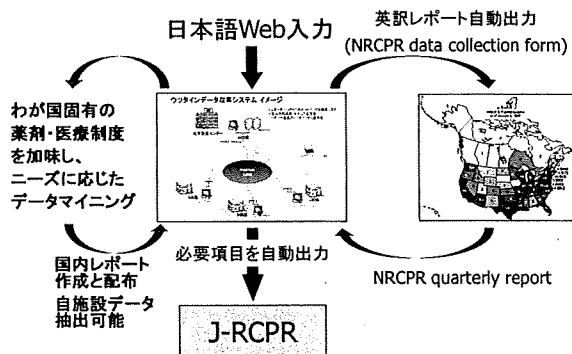 日本語Web入力
英訳レポート自動出力
(NRCPR data collection form)
わが国固有の
薬剤・医療制度
を加味し、
ニーズに応じた
データマイニング
国内レポート
作成と配布
自施設データ
抽出可能
必要項目を自動出力
NRCPR quarterly report
J-RCPR